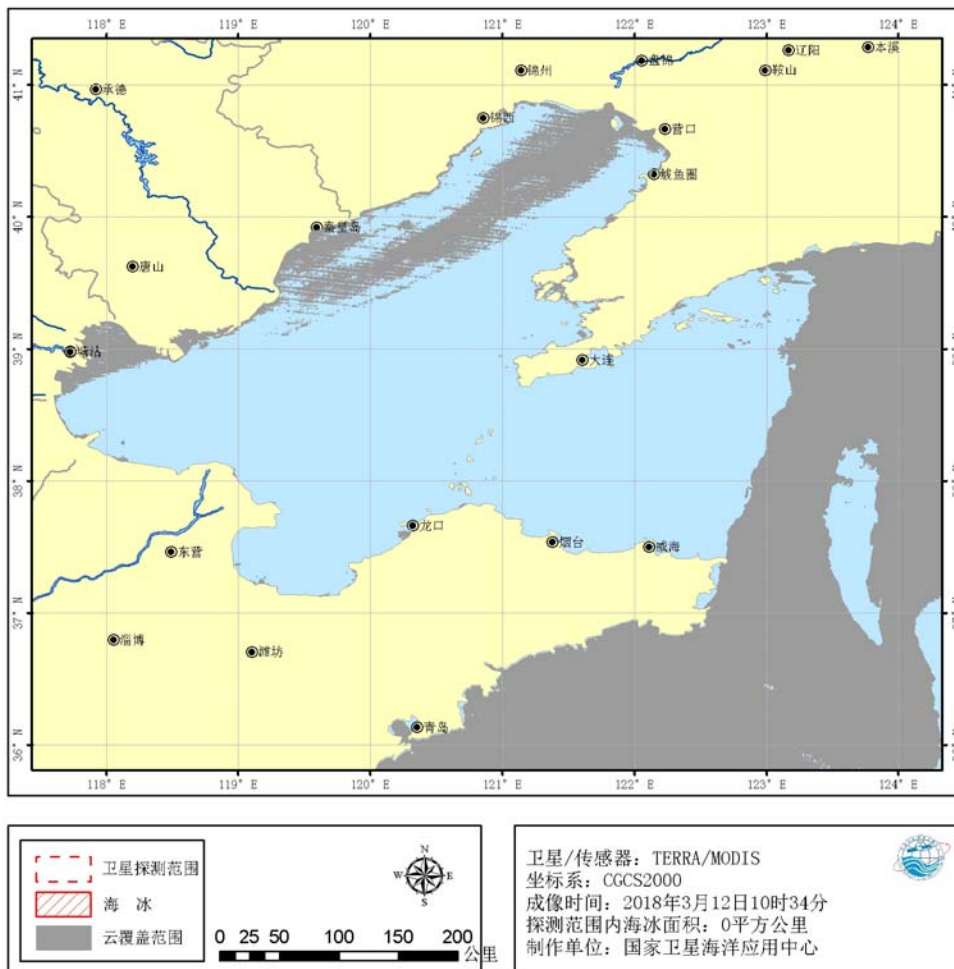 118° E 119° E 120° E 121° E 122° E 123° E 124° E
41° N
40° N
39° N
38° N
37° N
36° N
承德
锦州
盘锦
辽阳
本溪
鞍山
锦西
营口
鲅鱼圈
秦皇岛
唐山
塘沽
大连
龙口
烟台
威海
东营
淄博
潍坊
青岛
118° E 119° E 120° E 121° E 122° E 123° E 124° E
卫星探测范围
海 冰
云覆盖范围
N
W E
S
0 25 50 100 150 200
公里
卫星/传感器: TERRA/MODIS
坐标系: CGCS2000
成像时间: 2018年3月12日10时34分
探测范围内海冰面积: 0平方公里
制作单位: 国家卫星海洋应用中心